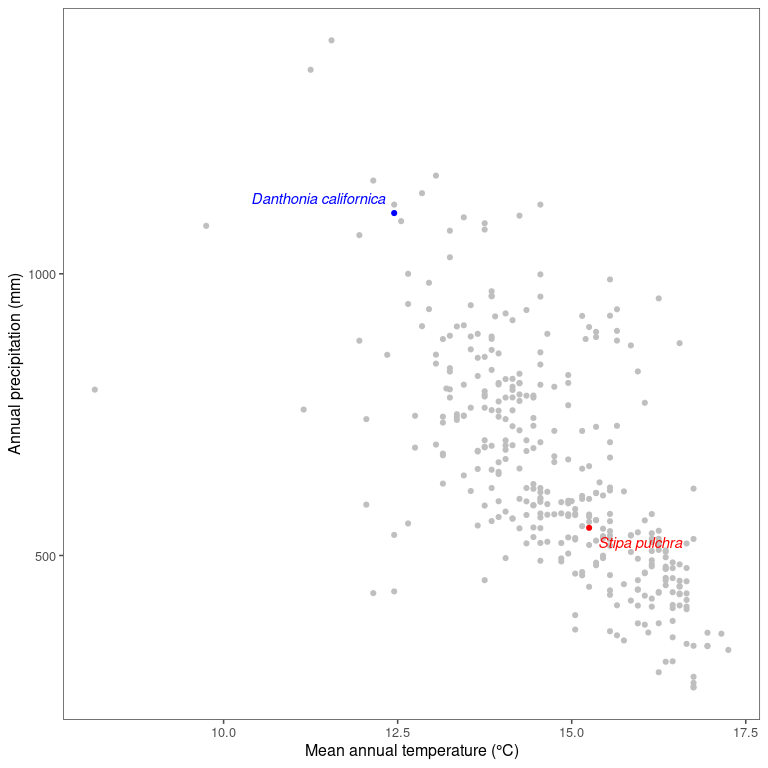 Danthonia californica
1000
Annual precipitation (mm)
Stipa pulchra
500
10.0 12.5 15.0 17.5
Mean annual temperature (°C)